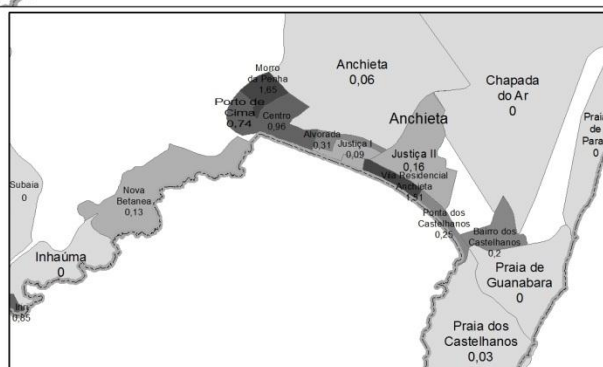 Anchieta
0,06
Chapada
do Ar
0
Praia
de
0
Morro
da Penha
1,65
Porto de
Cima
0,74
Centro
0,96
Alvorada
0,31
Justiça I
0,09
Anchieta
Justiça II
0,16
Vila Residencial
Anchieta
Ponta dos
Castelhanos
0,25
Bairro dos
Castelhanos
0,2
Praia de
Guanabara
0
Praia dos
Castelhanos
0,03
Subaia
0
Nova
Betanea
0,13
Inhaúma
0
0,85